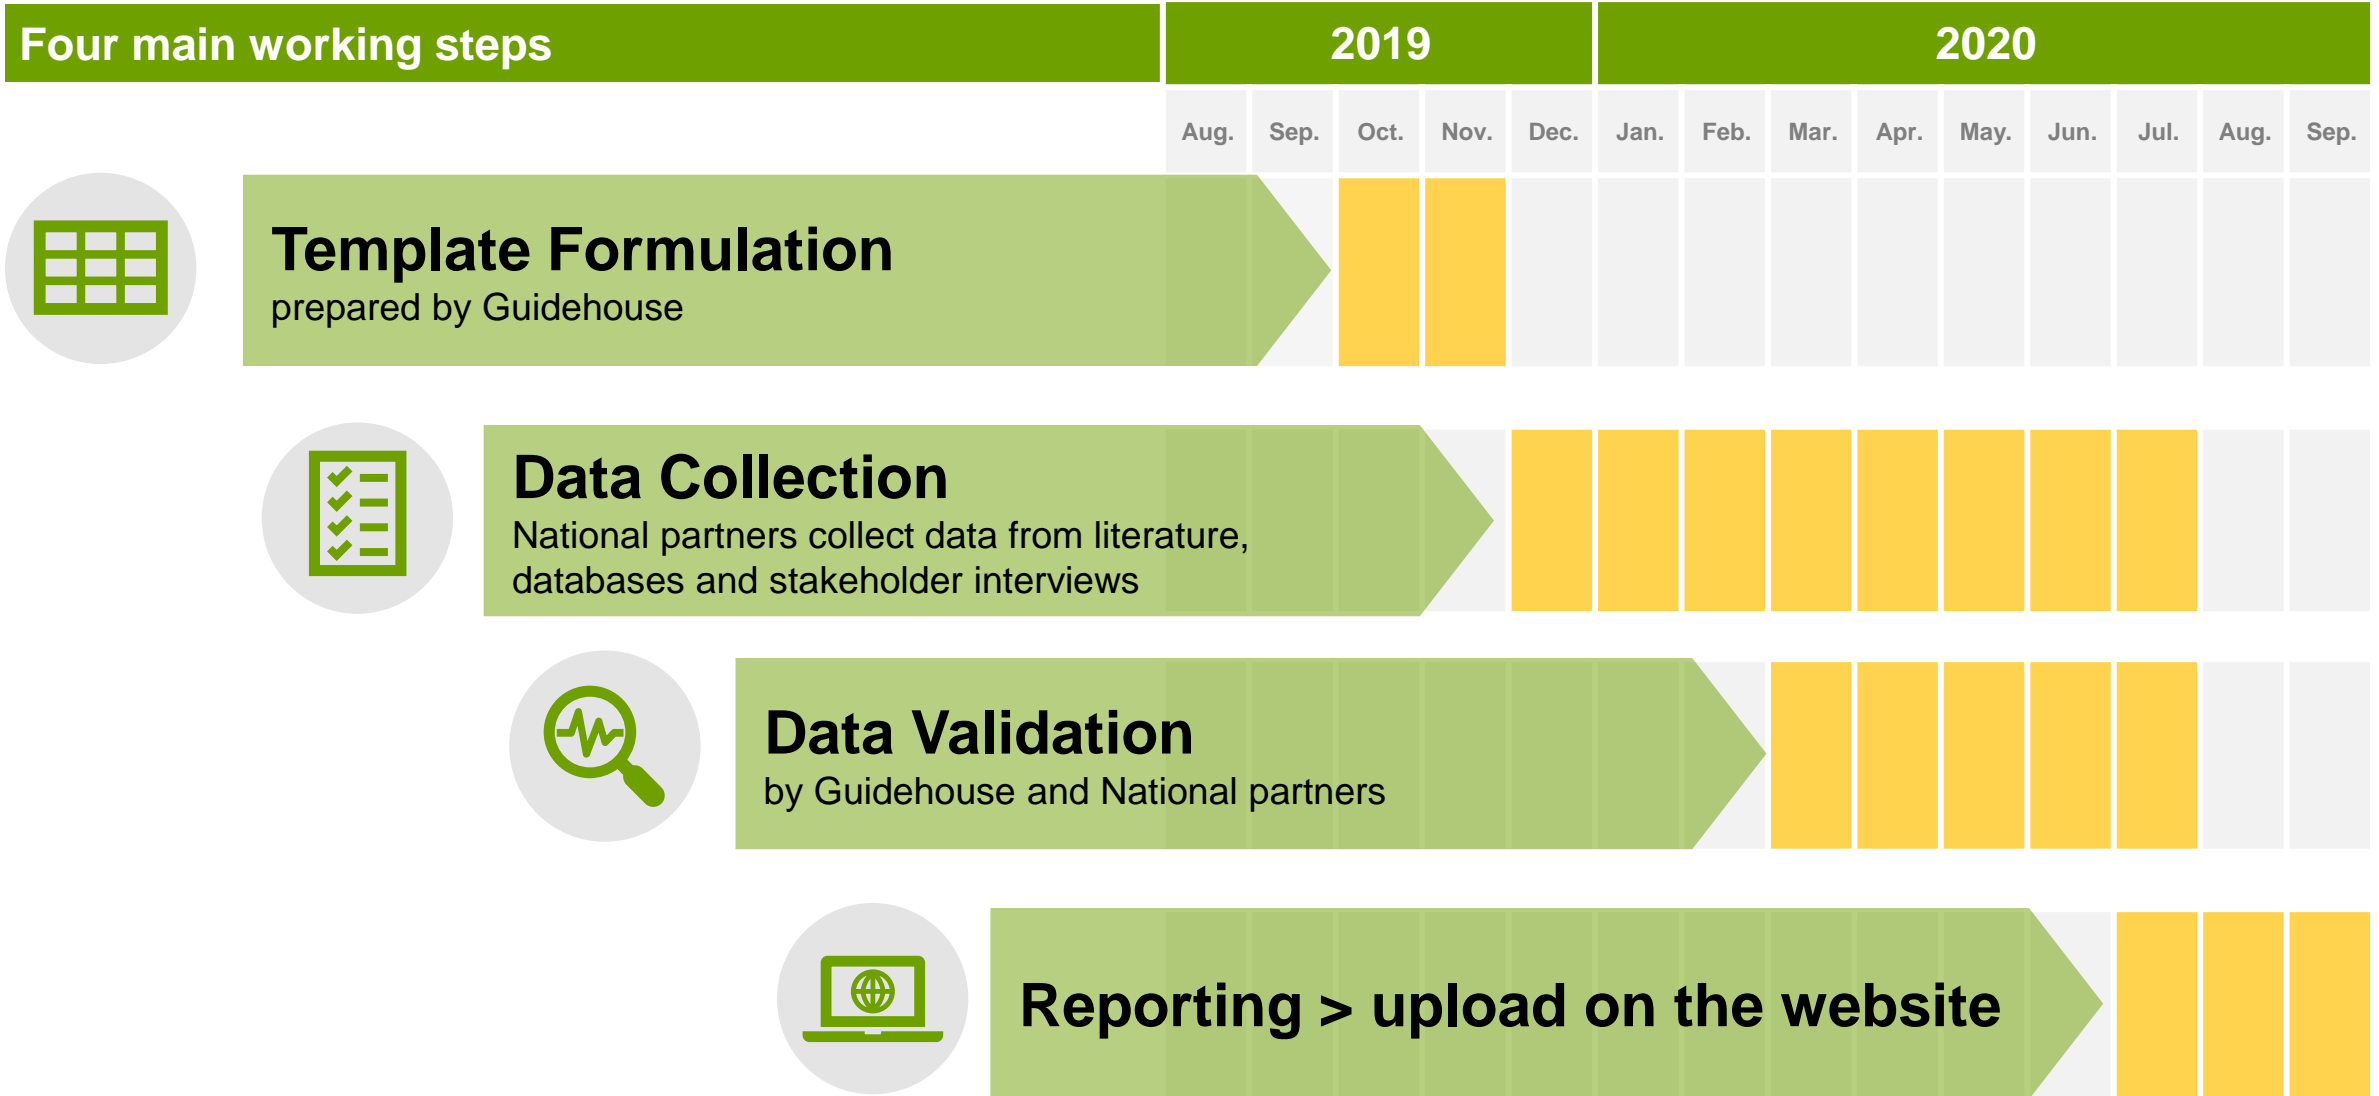 Four main working steps
2019
2020
Aug.
Sep.
Oct.
Nov.
Dec.
Jan.
Feb.
Mar.
Apr.
May.
Jun.
Jul.
Aug.
Sep.
Template Formulation
prepared by Guidehouse
Data Collection
National partners collect data from literature,
databases and stakeholder interviews
Data Validation
by Guidehouse and National partners
Reporting > upload on the website